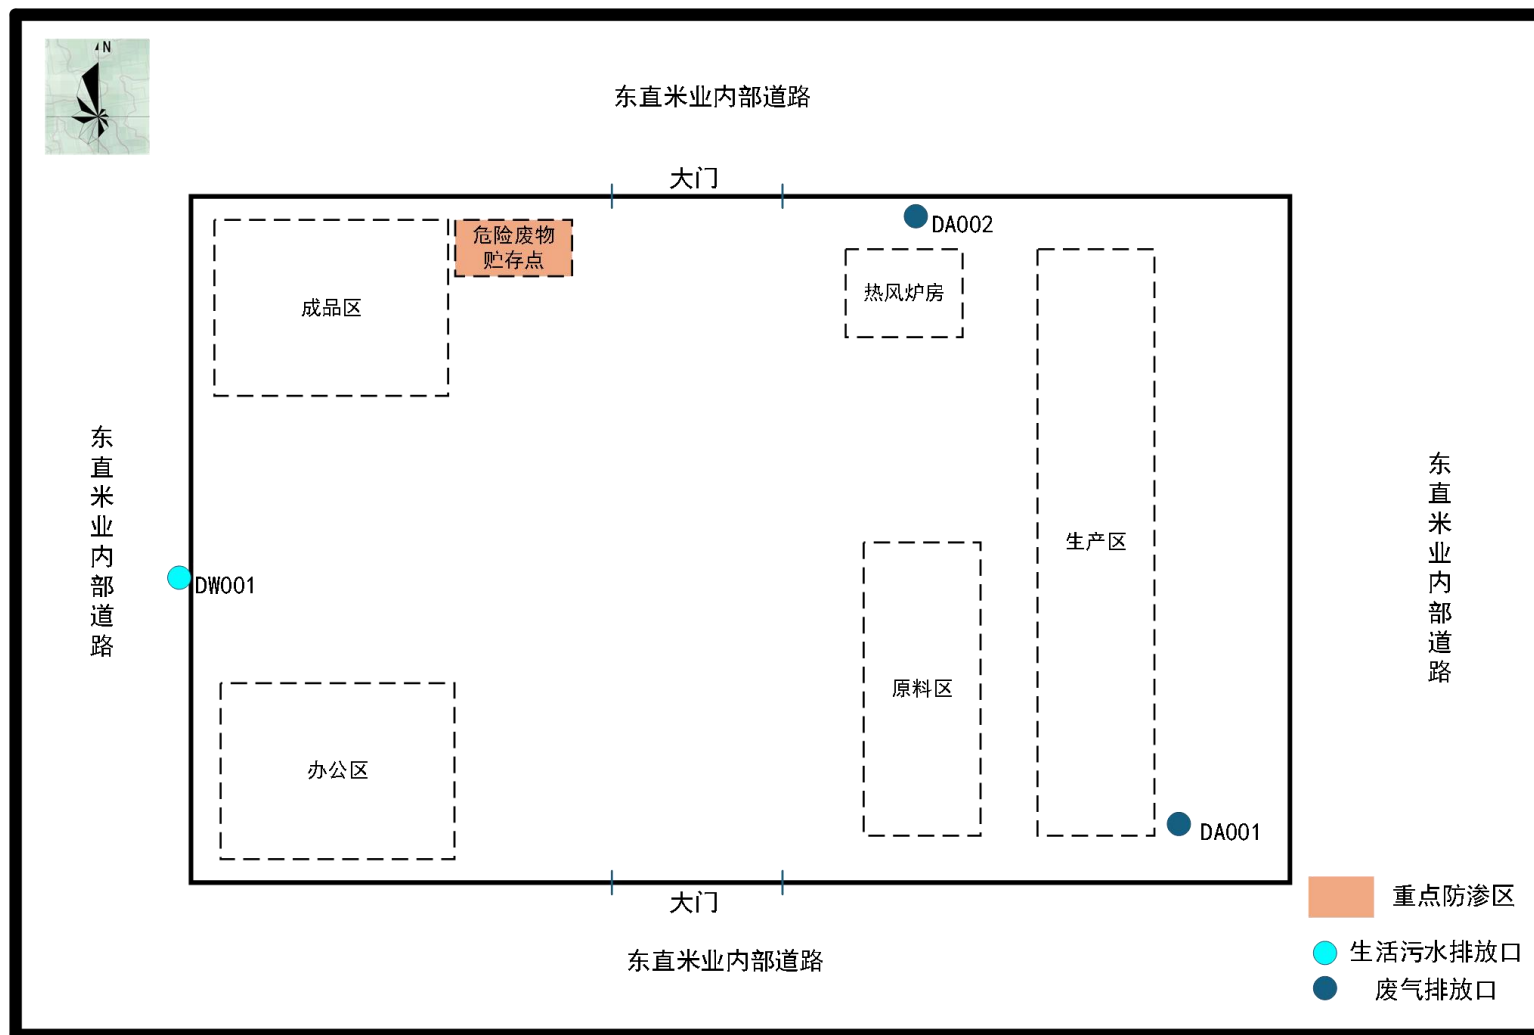 N
东直米业内部道路
大门
DA002
危险废物
贮存点
热风炉房
成品区
东直米业内部道路
东直米业内部道路
生产区
DW001
原料区
办公区
DA001
大门
重点防渗区
东直米业内部道路
生活污水排放口
废气排放口